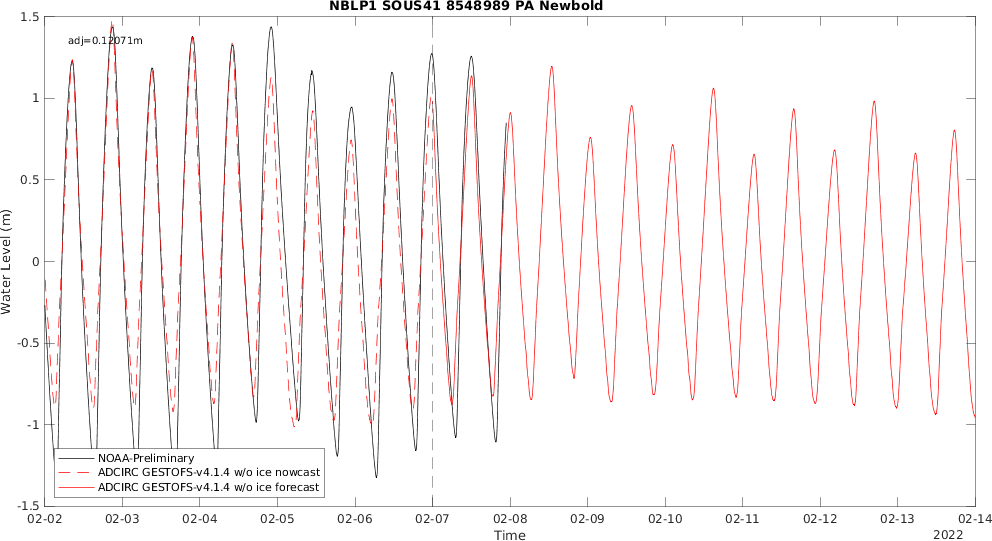 NBLP1 SOUS41 8548989 PA Newbold
adj=0.12071m
Water Level (m)
1.5
1
0.5
0
-0.5
-1
-1.5
NOAA-Preliminary
ADCIRC GESTOFS-v4.1.4 w/o ice nowcast
ADCIRC GESTOFS-v4.1.4 w/o ice forecast
02-02 02-03 02-04 02-05 02-06 02-07 02-08 02-09 02-10 02-11 02-12 02-13 02-14
Time
2022